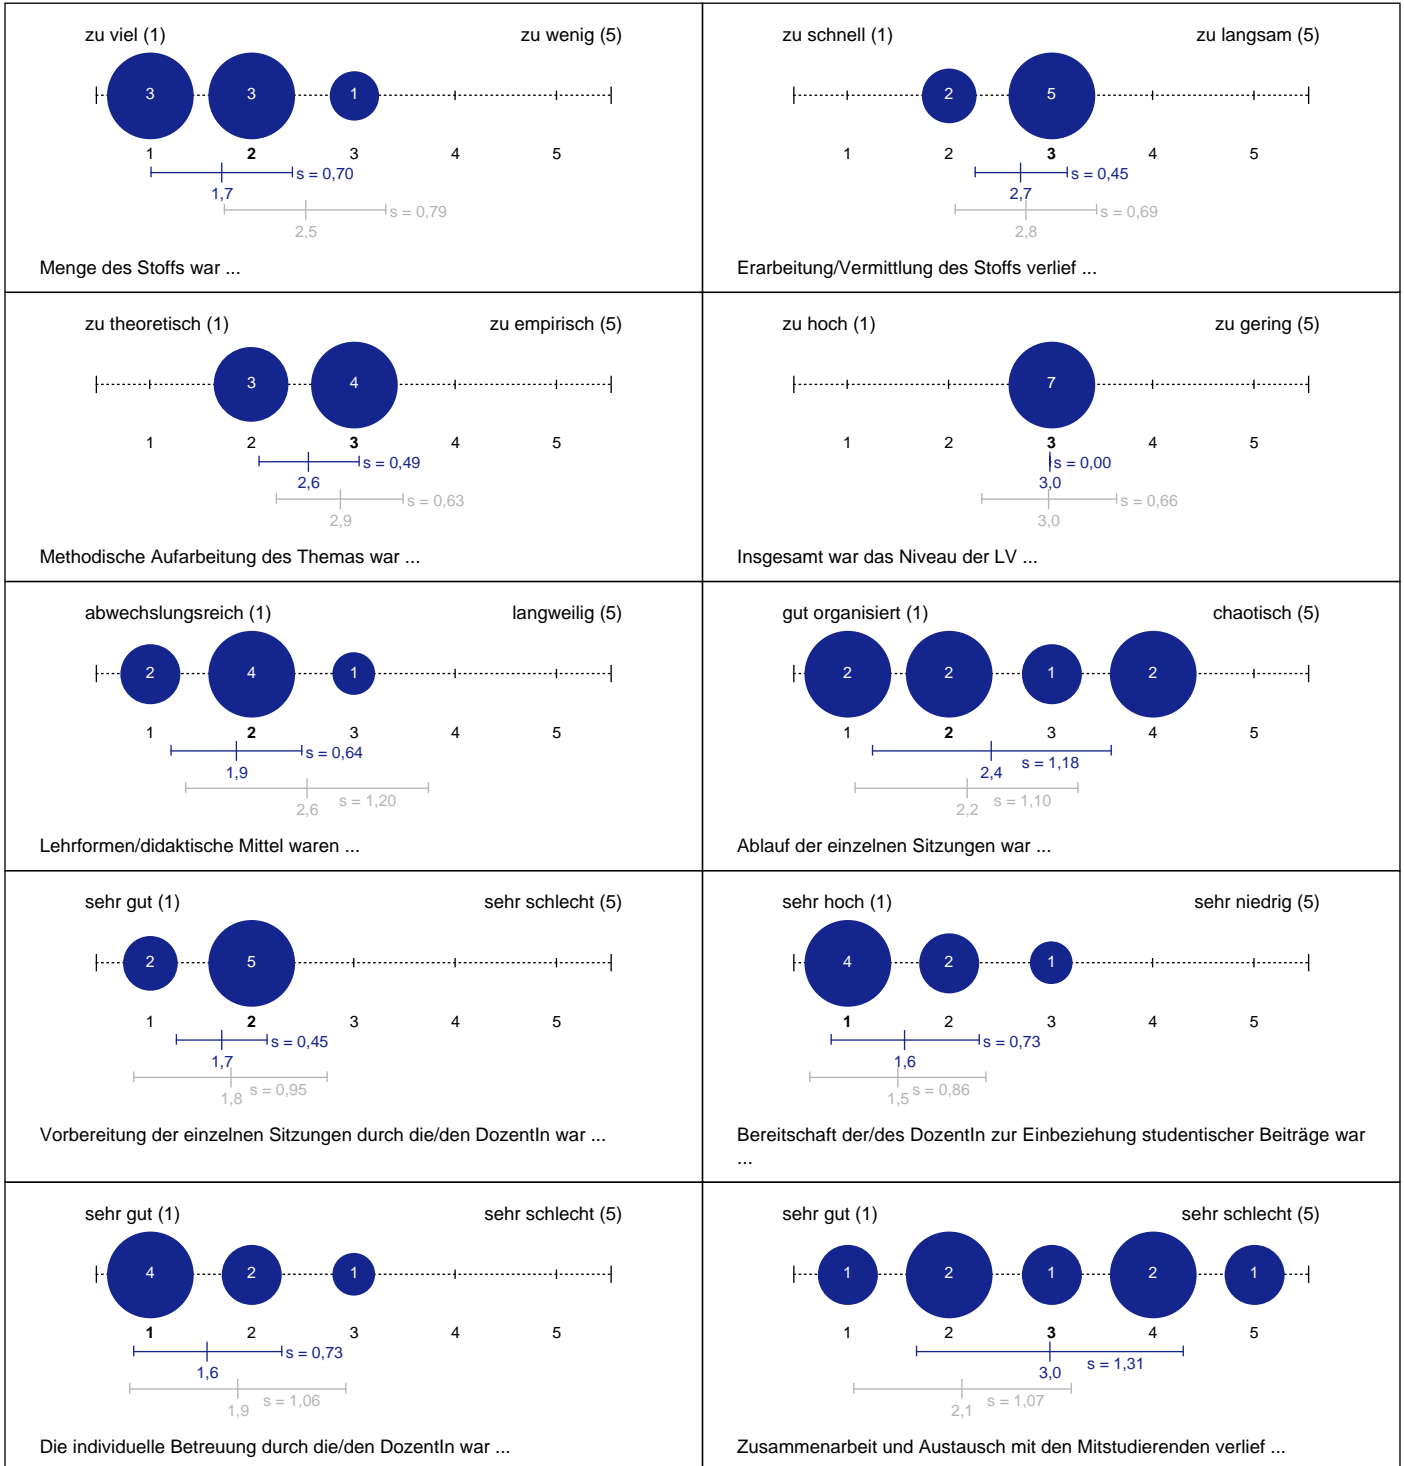 zu viel (1) zu wenig (5)
3 3 1
1 2 3 4 5
s = 0,70
1,7
s = 0,79
2,5
Menge des Stoffs war ...
zu schnell (1) zu langsam (5)
2 5
1 2 3 4 5
s = 0,45
2,7
s = 0,69
2,8
Erarbeitung/Vermittlung des Stoffs verlief ...
zu theoretisch (1) zu empirisch (5)
3 4
1 2 3 4 5
s = 0,49
2,6
s = 0,63
2,9
Methodische Aufarbeitung des Themas war ...
zu hoch (1) zu gering (5)
7
1 2 3 4 5
s = 0,00
3,0
s = 0,66
3,0
Insgesamt war das Niveau der LV ...
abwechslungsreich (1) langweilig (5)
2 4 1
1 2 3 4 5
s = 0,64
1,9
s = 1,20
2,6
Lehrformen/didaktische Mittel waren ...
gut organisiert (1) chaotisch (5)
2 2 1 2
1 2 3 4 5
s = 1,18
2,4
s = 1,10
2,2
Ablauf der einzelnen Sitzungen war ...
sehr gut (1) sehr schlecht (5)
2 5
1 2 3 4 5
s = 0,45
1,7
s = 0,95
1,8
Vorbereitung der einzelnen Sitzungen durch die/den DozentIn war ...
sehr hoch (1) sehr niedrig (5)
4 2 1
1 2 3 4 5
s = 0,73
1,6
s = 0,86
1,5
Bereitschaft der/des DozentIn zur Einbeziehung studentischer Beiträge war
...
sehr gut (1) sehr schlecht (5)
4 2 1
1 2 3 4 5
s = 0,73
1,6
s = 1,06
1,9
Die individuelle Betreuung durch die/den DozentIn war ...
sehr gut (1) sehr schlecht (5)
1 2 1 2 1
1 2 3 4 5
s = 1,31
3,0
s = 1,07
2,1
Zusammenarbeit und Austausch mit den Mitstudierenden verlief ...